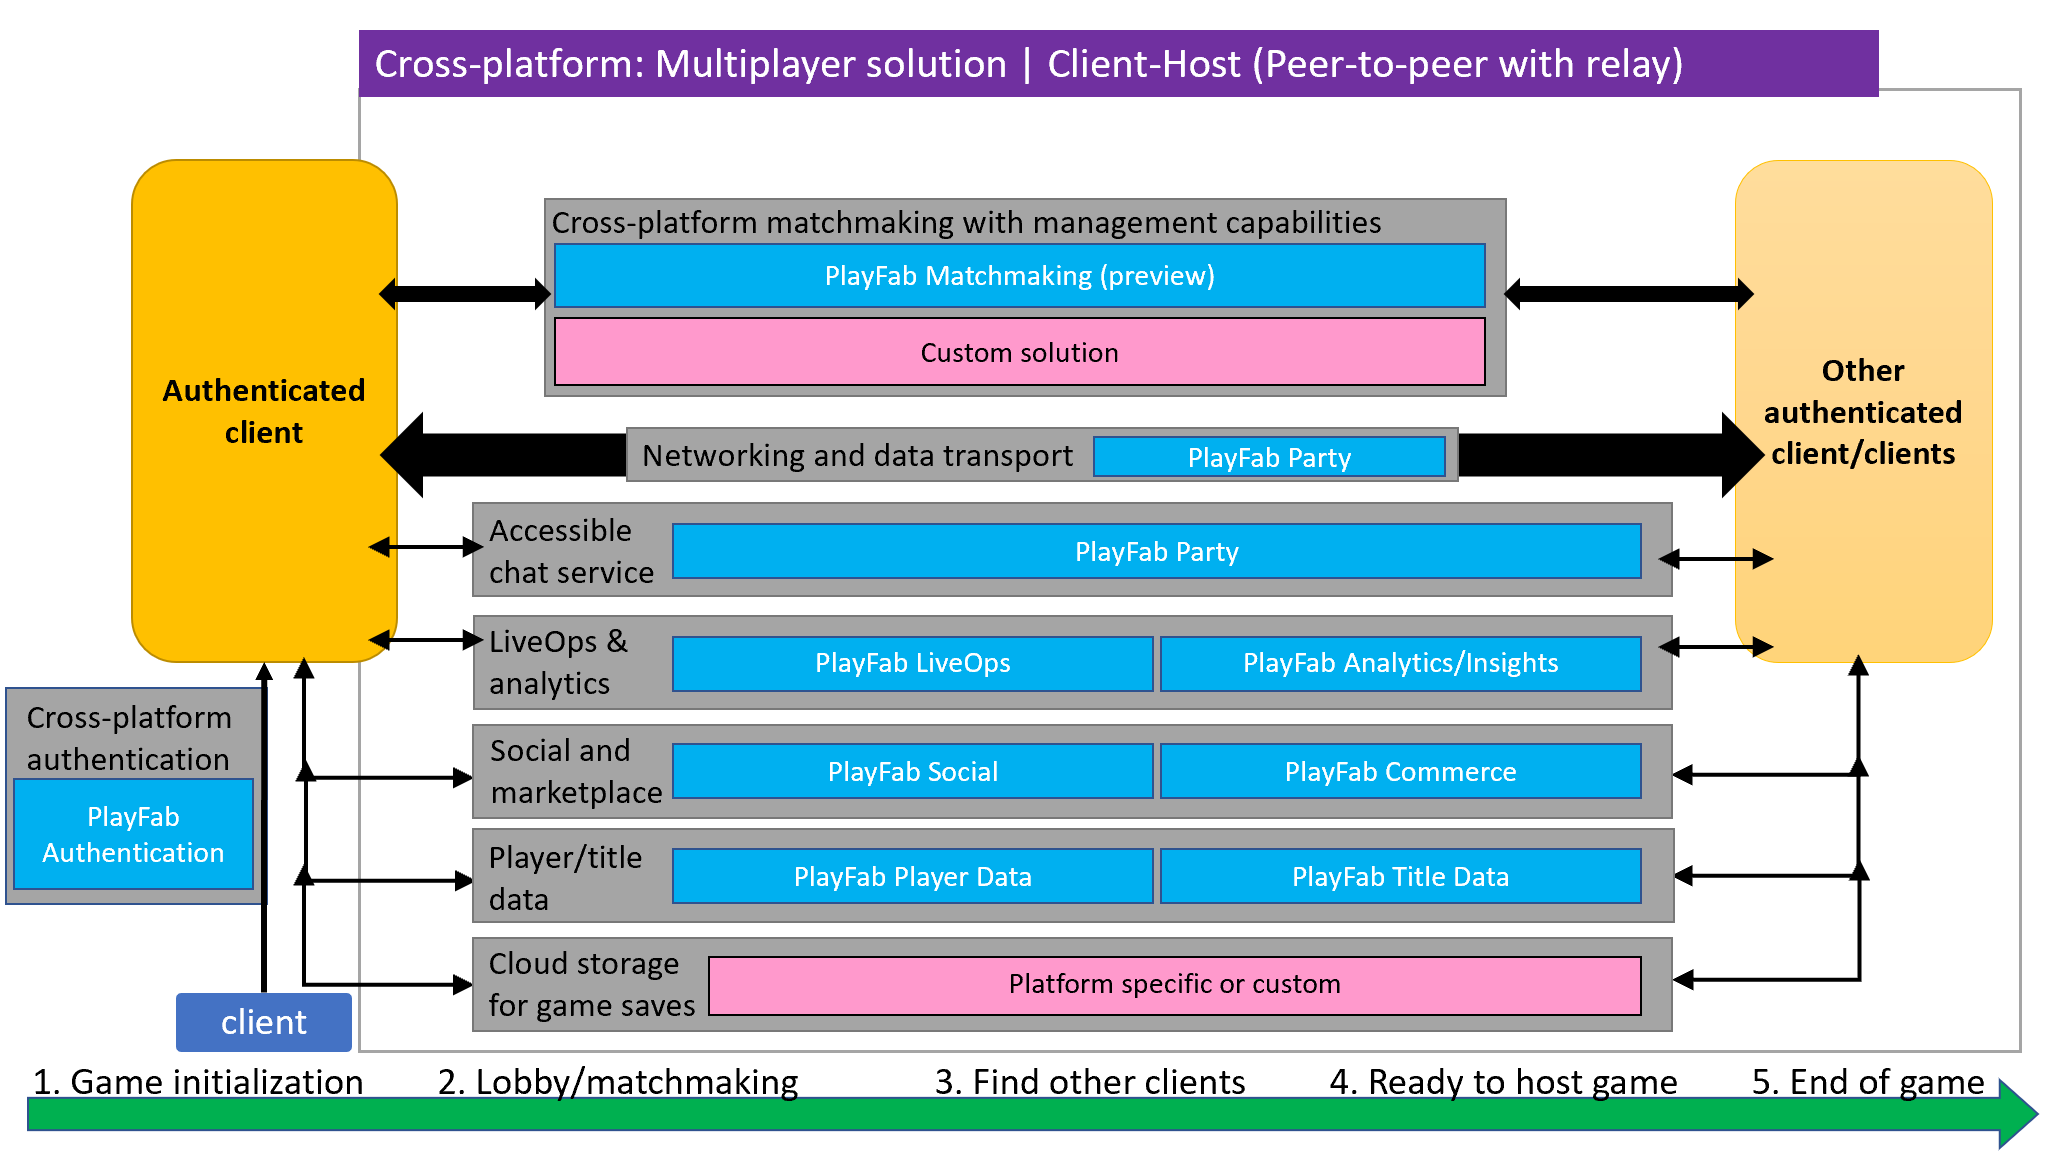 Cross-platform: Multiplayer solution | Client-Host (Peer-to-peer with relay)
Cross-platform matchmaking with management capabilities
PlayFab Matchmaking (preview)
Custom solution
Authenticated
client
Other
authenticated
client/clients
Networking and data transport
PlayFab Party
Accessible
chat service
PlayFab Party
LiveOps &
analytics
PlayFab LiveOps
PlayFab Analytics/Insights
Cross-platform
authentication
PlayFab
Authentication
Social and
marketplace
PlayFab Social
PlayFab Commerce
Player/title
data
PlayFab Player Data
PlayFab Title Data
Cloud storage
for game saves
Platform specific or custom
client
1. Game initialization
2. Lobby/matchmaking
3. Find other clients
4. Ready to host game
5. End of game